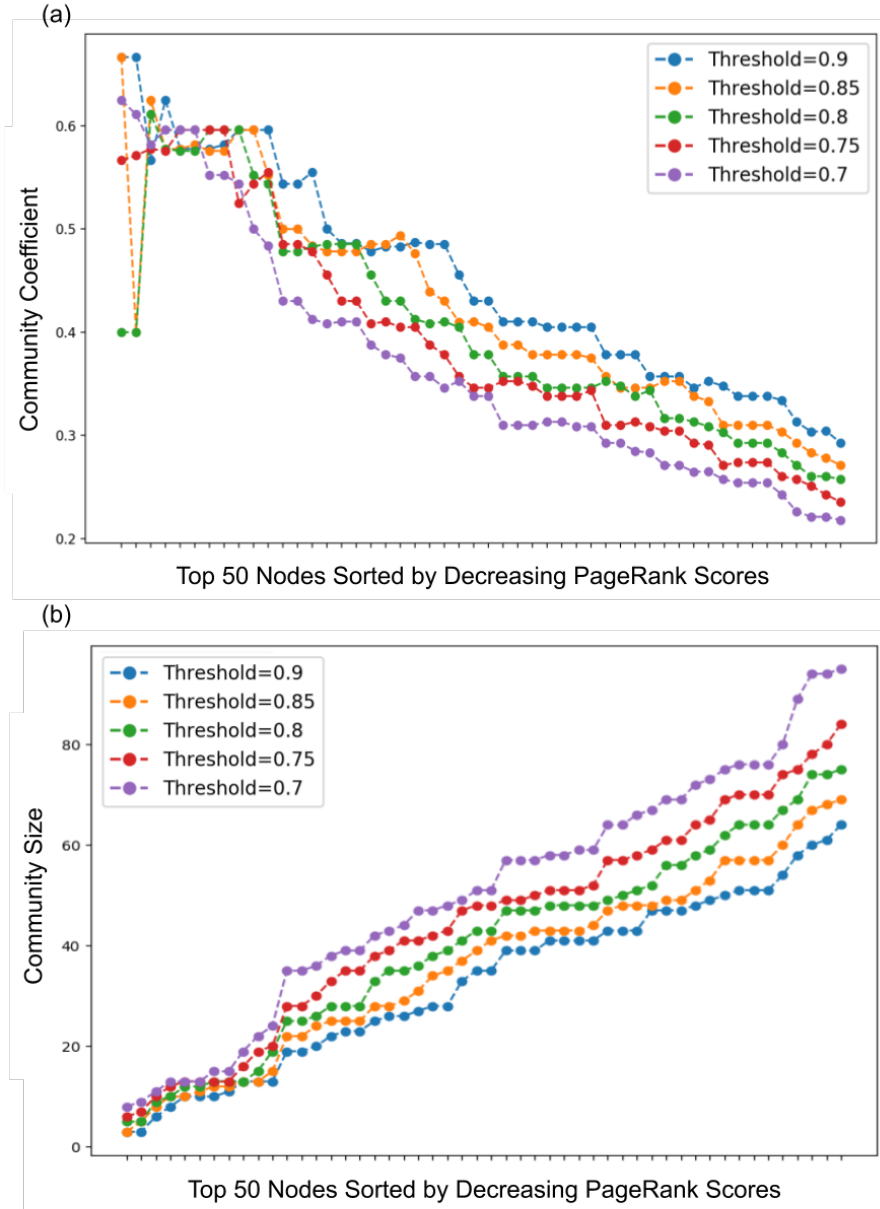 (a)
Threshold=0.9
Threshold=0.85
Threshold=0.8
Threshold=0.75
Threshold=0.7
0.6
0.5
0.4
0.3
0.2
Community Coefficient
Top 50 Nodes Sorted by Decreasing PageRank Scores
(b)
Threshold=0.9
Threshold=0.85
Threshold=0.8
Threshold=0.75
Threshold=0.7
80
60
40
20
0
Community Size
Top 50 Nodes Sorted by Decreasing PageRank Scores